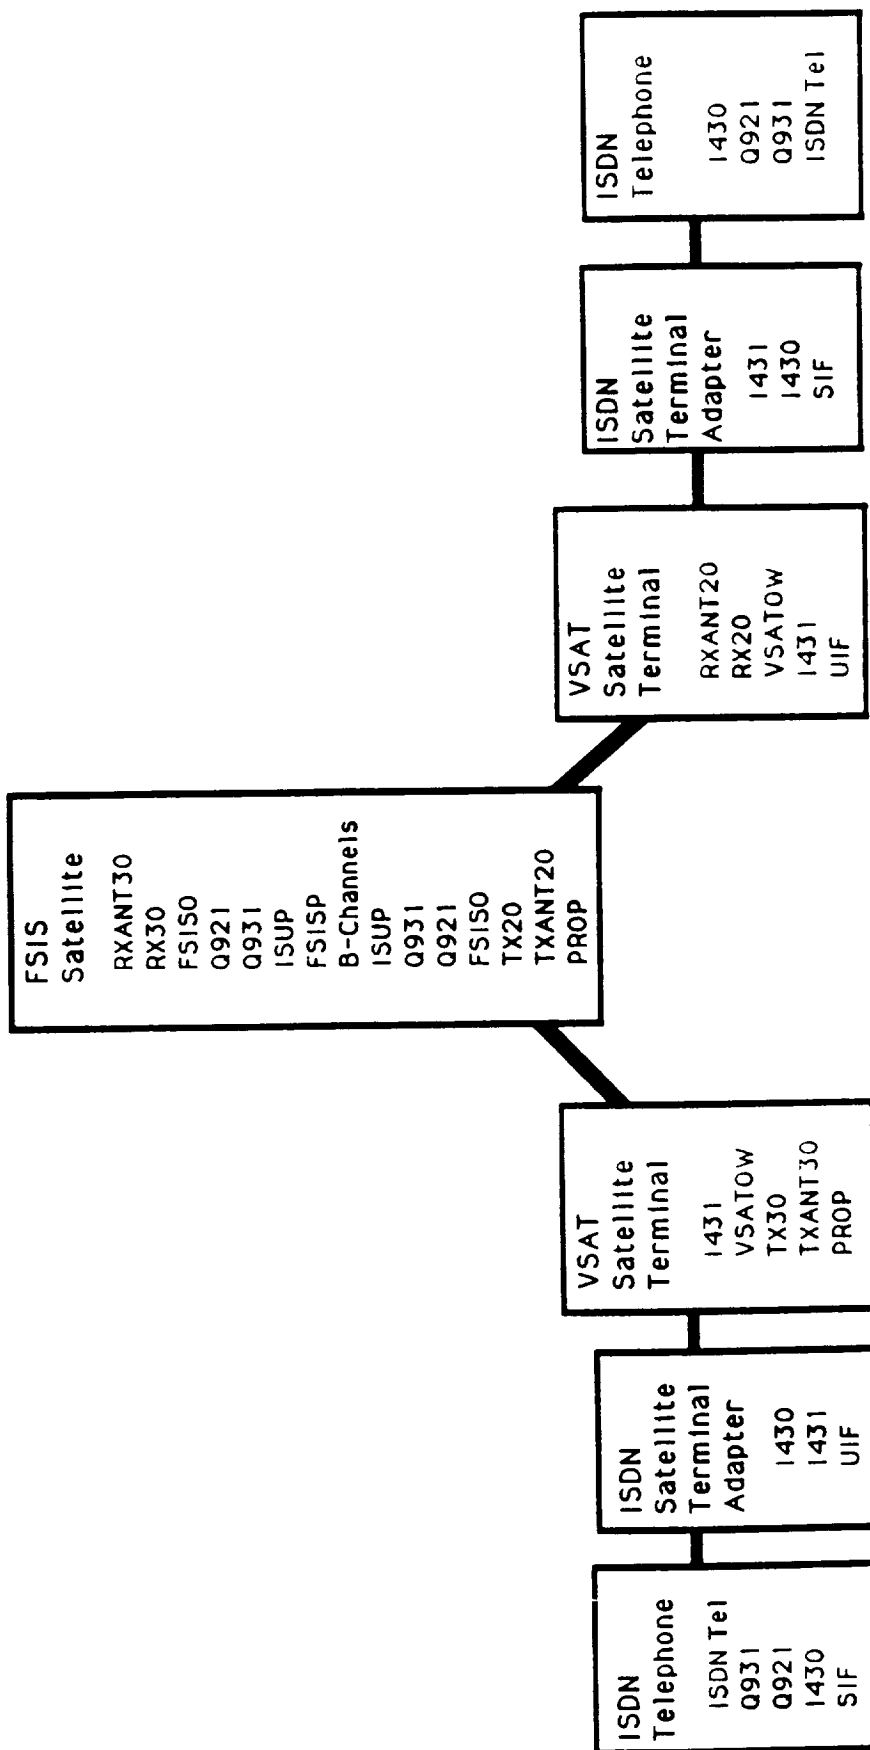 ISDN
Telephone
ISDN Tel
Q931
Q921
I430
SIF
ISDN
Satellite
Terminal
Adapter
I430
I431
UIF
VSAT
Satellite
Terminal
I431
VSATOW
TX30
TXANT30
PROP
FSIS
Satellite
RXANT30
RX30
FSISO
Q921
Q931
ISUP
FSISP
B-Channels
ISUP
Q931
Q921
FSISO
TX20
TXANT20
PROP
VSAT
Satellite
Terminal
RXANT20
RX20
VSATOW
I431
UIF
ISDN
Satellite
Terminal
Adapter
I431
I430
SIF
ISDN
Telephone
I430
Q921
Q931
ISDN Tel